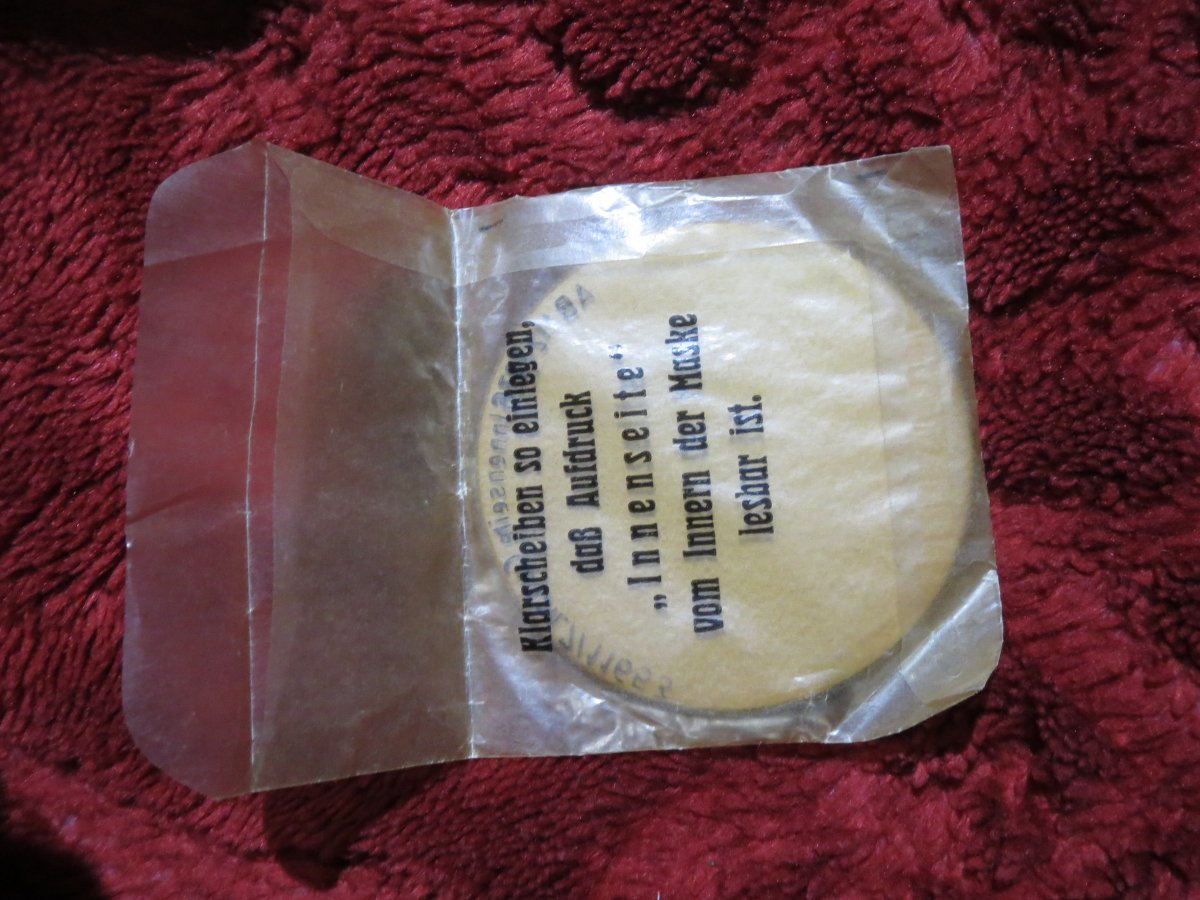 Klarscheiben so einlegen,
daß Aufdruck
„Innenseite“
vom Innern der Maske
lesbar ist.